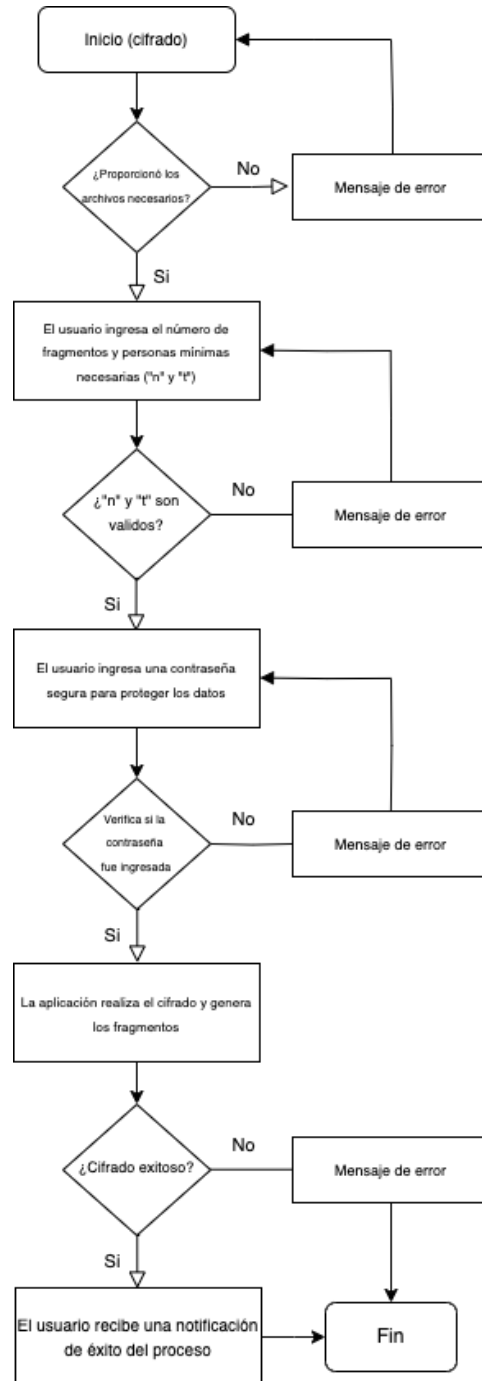 Inicio (cifrado)
¿Proporcionó los
archivos necesarios?
No
Mensaje de error
Si
El usuario ingresa el número de
fragmentos y personas mínimas
necesarias ("n" y "t")
¿"n" y "t" son
validos?
No
Mensaje de error
Si
El usuario ingresa una contraseña
segura para proteger los datos
Verifica si la
contraseña
fue ingresada
No
Mensaje de error
Si
La aplicación realiza el cifrado y genera
los fragmentos
¿Cifrado exitoso?
No
Mensaje de error
Si
El usuario recibe una notificación
de éxito del proceso
Fin